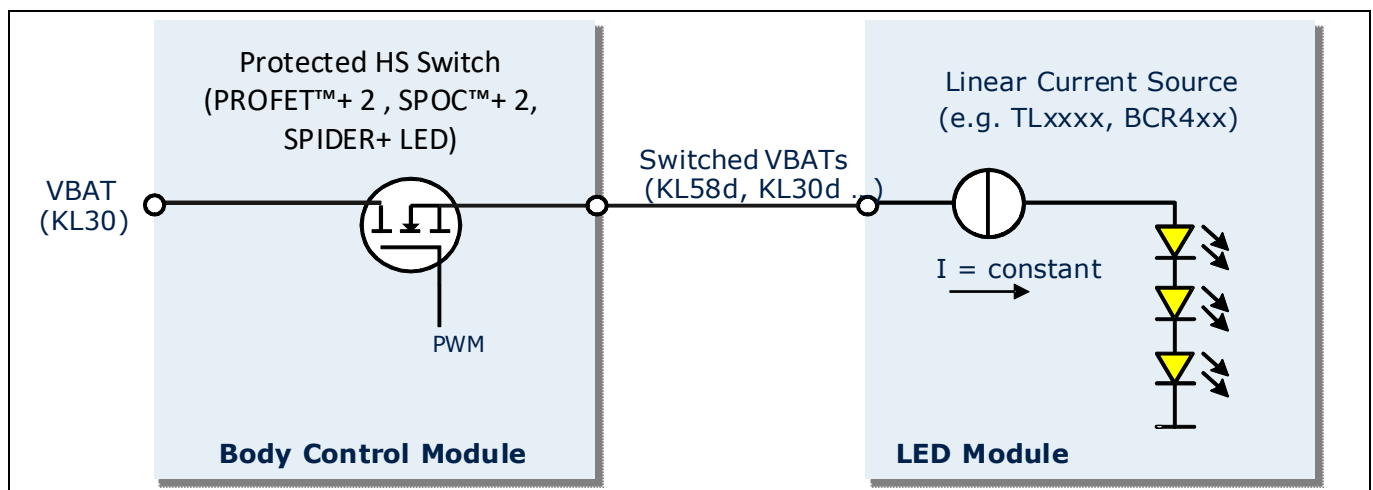 Protected HS Switch
(PROFET™+ 2 , SPOC™+ 2,
SPIDER+ LED)
VBAT
(KL30)
PWM
Body Control Module
Switched VBATs
(KL58d, KL30d ...)
Linear Current Source
(e.g. TLxxxx, BCR4xx)
I = constant
LED Module